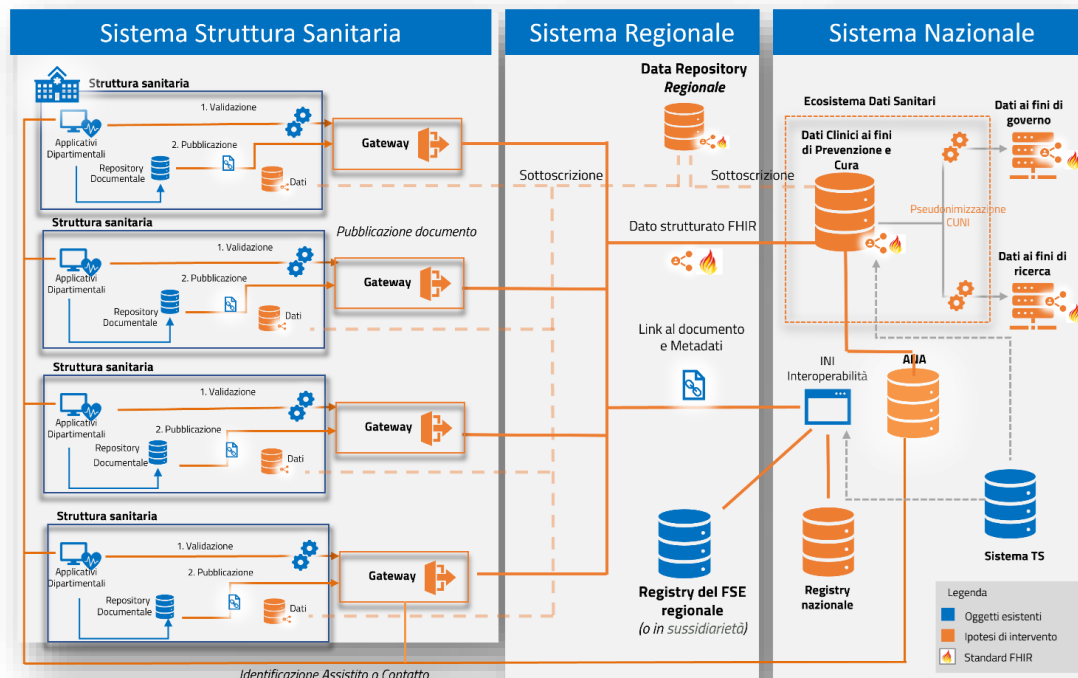 Sistema Struttura Sanitaria
Sistema Regionale
Sistema Nazionale
Struttura sanitaria
1. Validazione
Applicativi
Dipartimentali
2. Pubblicazione
Repository
Documentale
Dati
Gateway
Struttura sanitaria
1. Validazione
Applicativi
Dipartimentali
2. Pubblicazione
Repository
Documentale
Dati
Gateway
Struttura sanitaria
1. Validazione
Applicativi
Dipartimentali
2. Pubblicazione
Repository
Documentale
Dati
Gateway
Struttura sanitaria
1. Validazione
Applicativi
Dipartimentali
2. Pubblicazione
Repository
Documentale
Dati
Gateway
Pubblicazione documento
Identificazione Assistito o Contatto
Data Repository
Regionale
Sottoscrizione
Sottoscrizione
Dato strutturato FHIR
Link al documento
e Metadati
Registry del FSE
regionale
(o in sussidiarietà)
Ecosistema Dati Sanitari
Dati Clinici ai fini
di Prevenzione e
Cura
Pseudonimizzazione
CUNI
Dati ai fini di
governo
Dati ai fini di
ricerca
INI
Interoperabilità
ANA
Registry
nazionale
Sistema TS
Legenda
Oggetti esistenti
Ipotesi di intervento
Standard FHIR